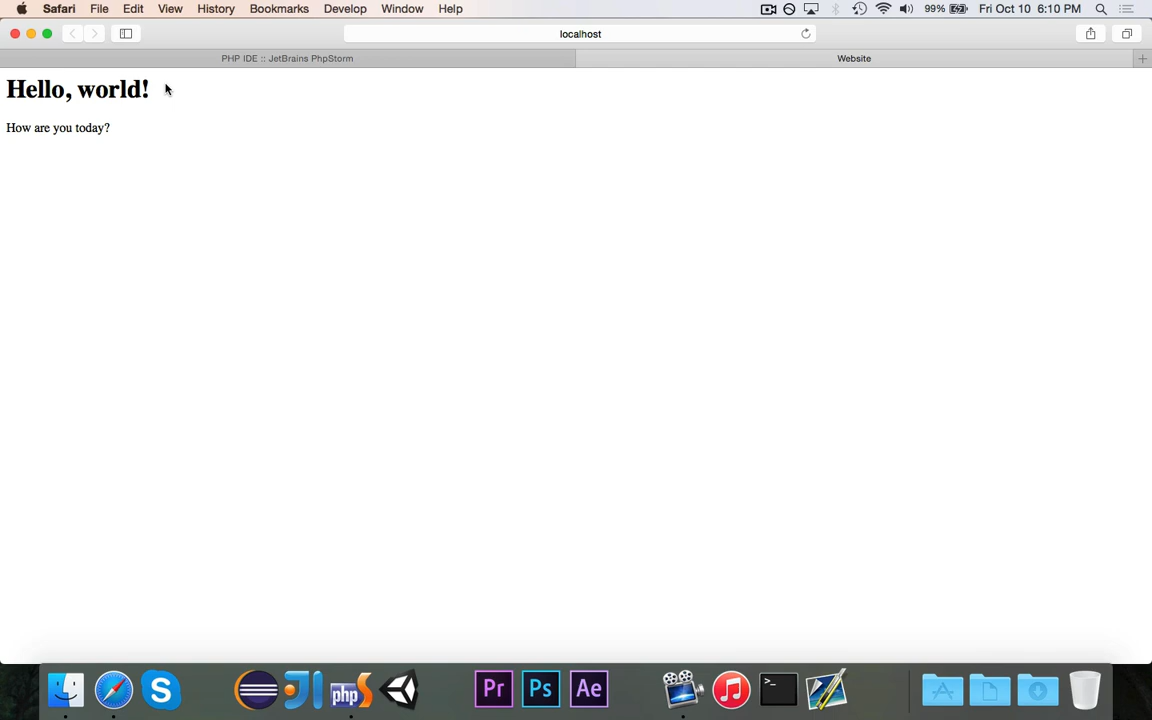 Safari File Edit View History Bookmarks Develop Window Help 99% Fri Oct 10 6:10 PM
localhost
PHP IDE :: JetBrains PhpStorm Website
Hello, world!
How are you today?
S JI php Pr Ps Ae >_